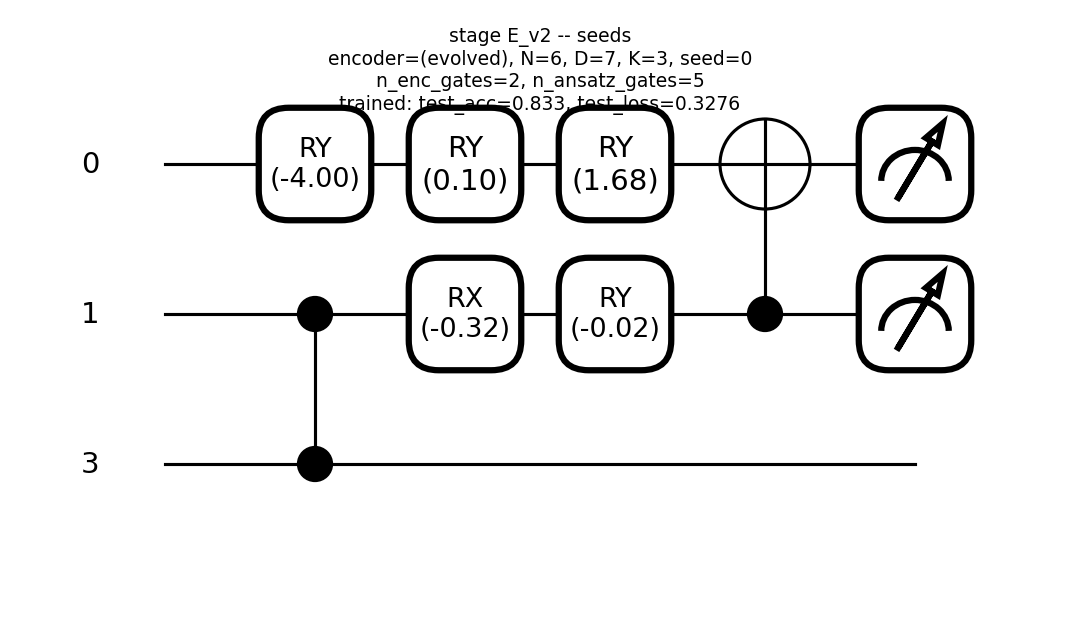 stage E_v2 -- seeds
encoder=(evolved), N=6, D=7, K=3, seed=0
n_enc_gates=2, n_ansatz_gates=5
trained: test_acc=0.833, test_loss=0.3276
0
RY
(-4.00)
RY
(0.10)
RY
(1.68)
1
RX
(-0.32)
RY
(-0.02)
3